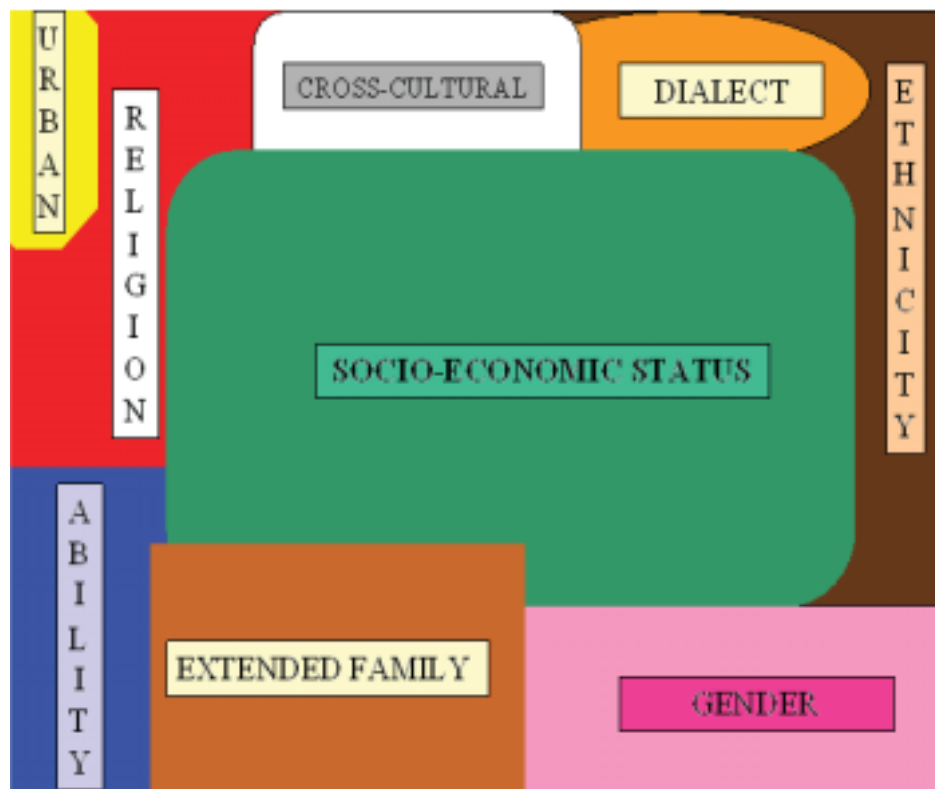 URBAN
RELIGION
CROSS-CULTURAL
DIALECT
ETHNICITY
SOCIO-ECONOMIC STATUS
ABILITY
EXTENDED FAMILY
GENDER